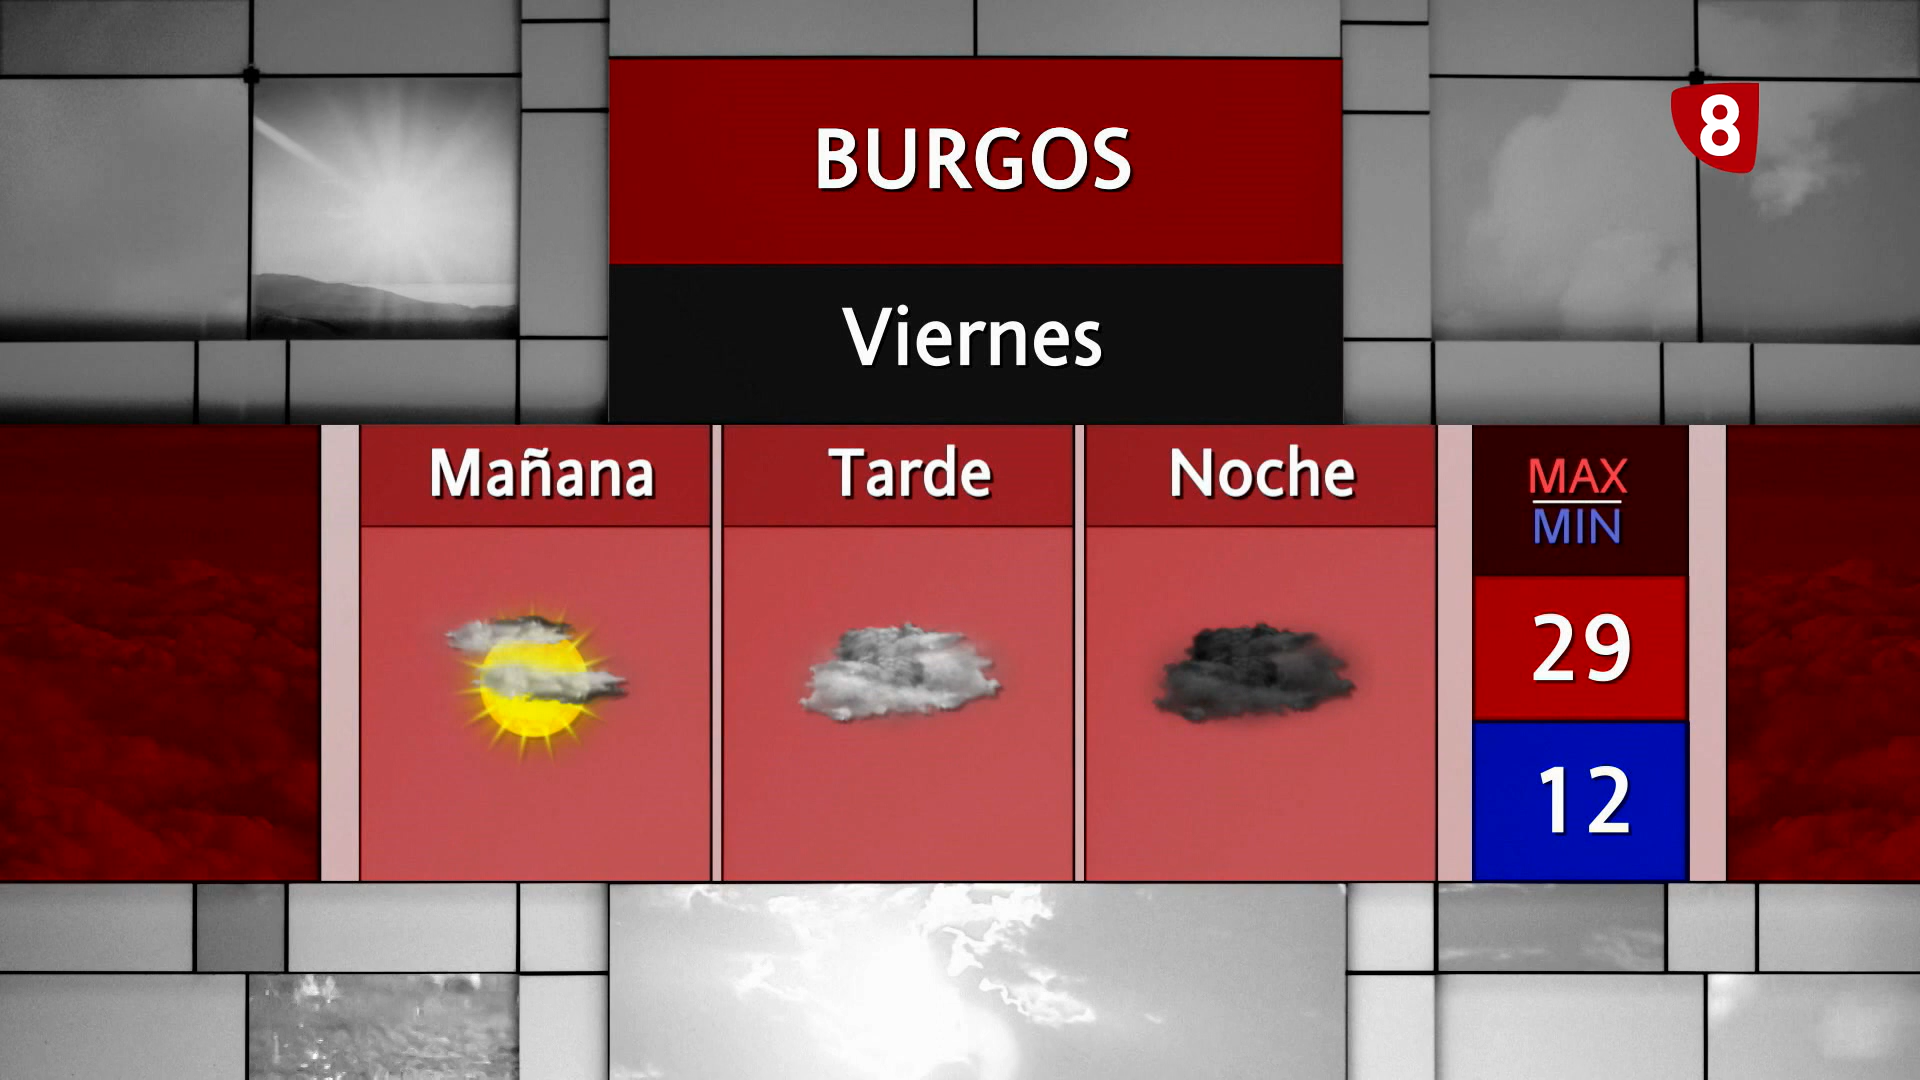 BURGOS
8
Viernes
Mañana
Tarde
Noche
MAX
MIN
29
12